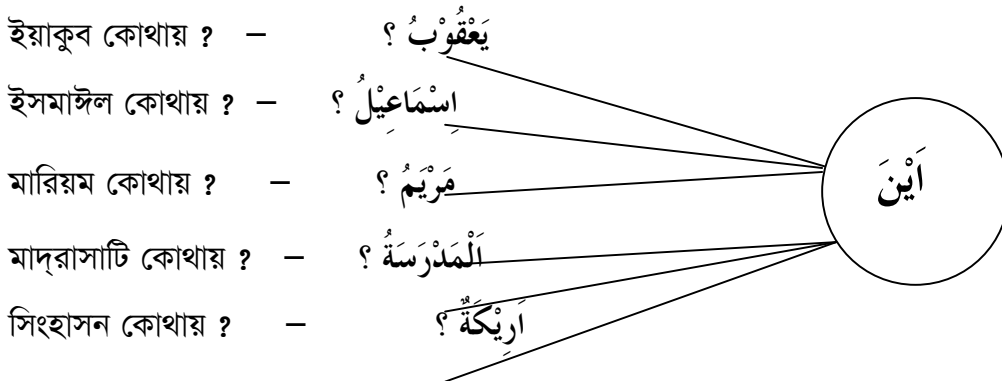 ইয়াকুব কোথায় ? – يَعْقُوْبُ ؟
ইসমাঈল কোথায় ? – اِسْمَاعِيْلُ ؟
মারিয়ম কোথায় ? – مَرْيَمُ ؟
মাদ্‌রাসাটি কোথায় ? – اَلْمَدْرَسَةُ ؟
সিংহাসন কোথায় ? – اَرِيْكَةٌ ؟
اَيْنَ